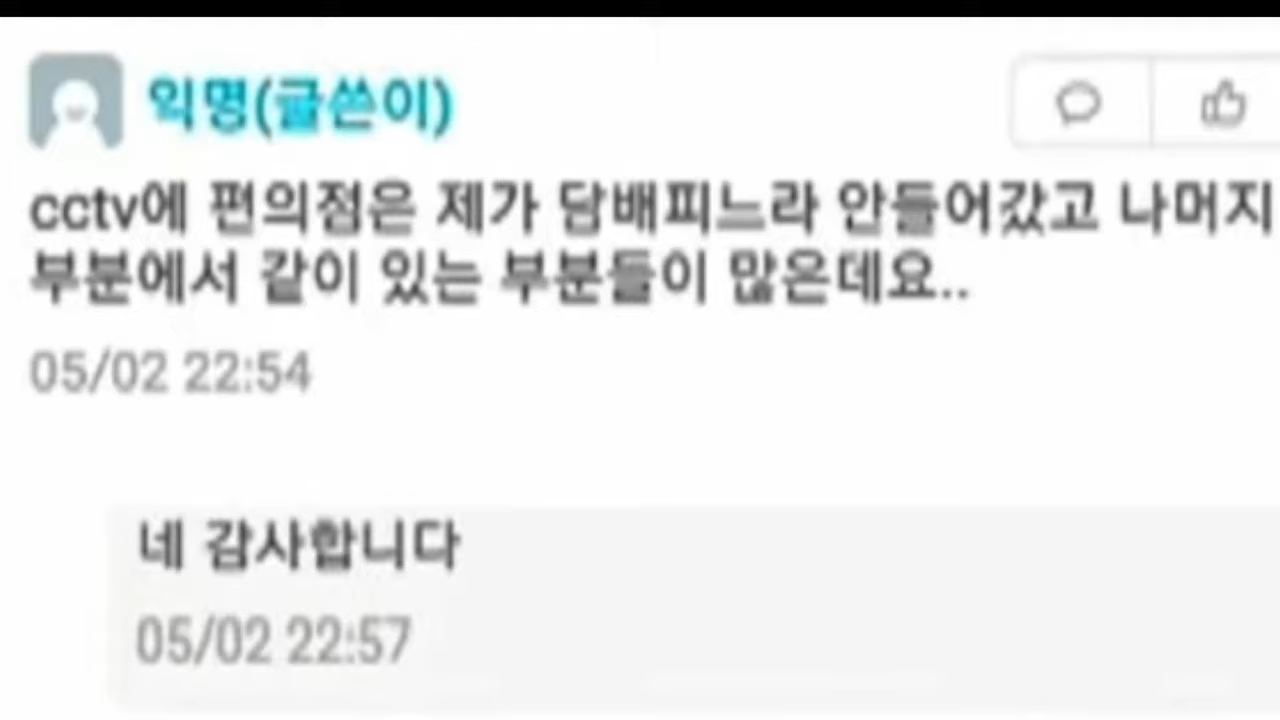 익명(글쓴이)
cctv에 편의점은 제가 담배피느라 안들어갔고 나머지
부분에서 같이 있는 부분들이 많은데요..
05/02 22:54
네 감사합니다
05/02 22:57